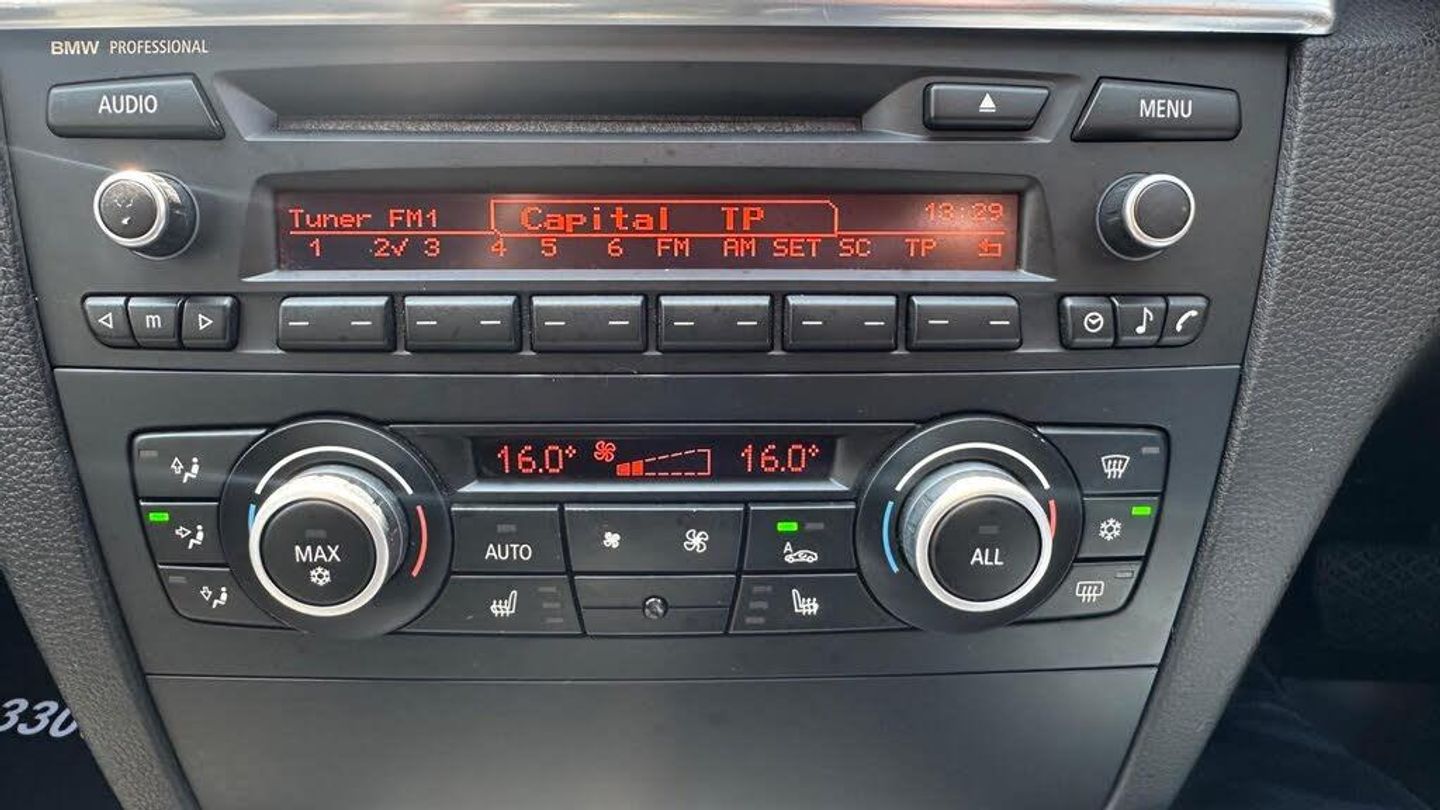 BMW PROFESSIONAL
AUDIO
MENU
Tuner FM1 Capital TP 13:29
1 2√ 3 4 5 6 FM AM SET SC TP
m
16.0° 16.0°
MAX
AUTO
A
ALL
330